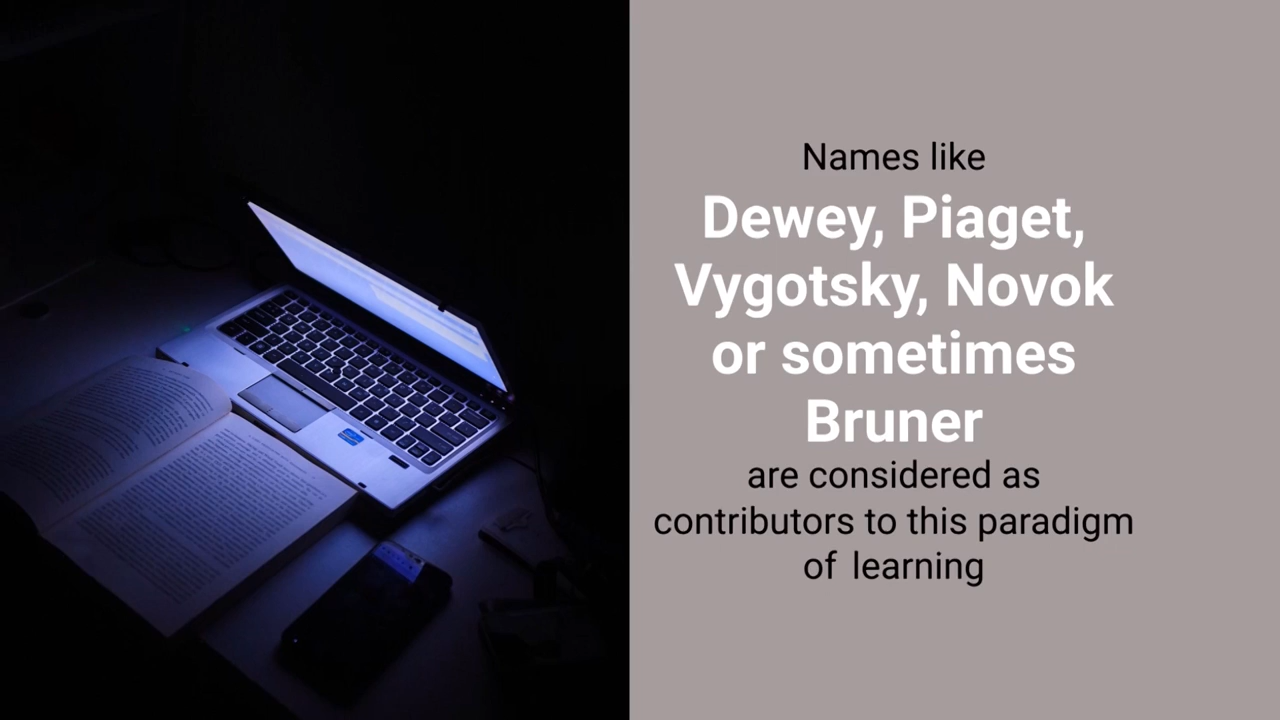 Names like
Dewey, Piaget,
Vygotsky, Novok
or sometimes
Bruner
are considered as
contributors to this paradigm
of learning